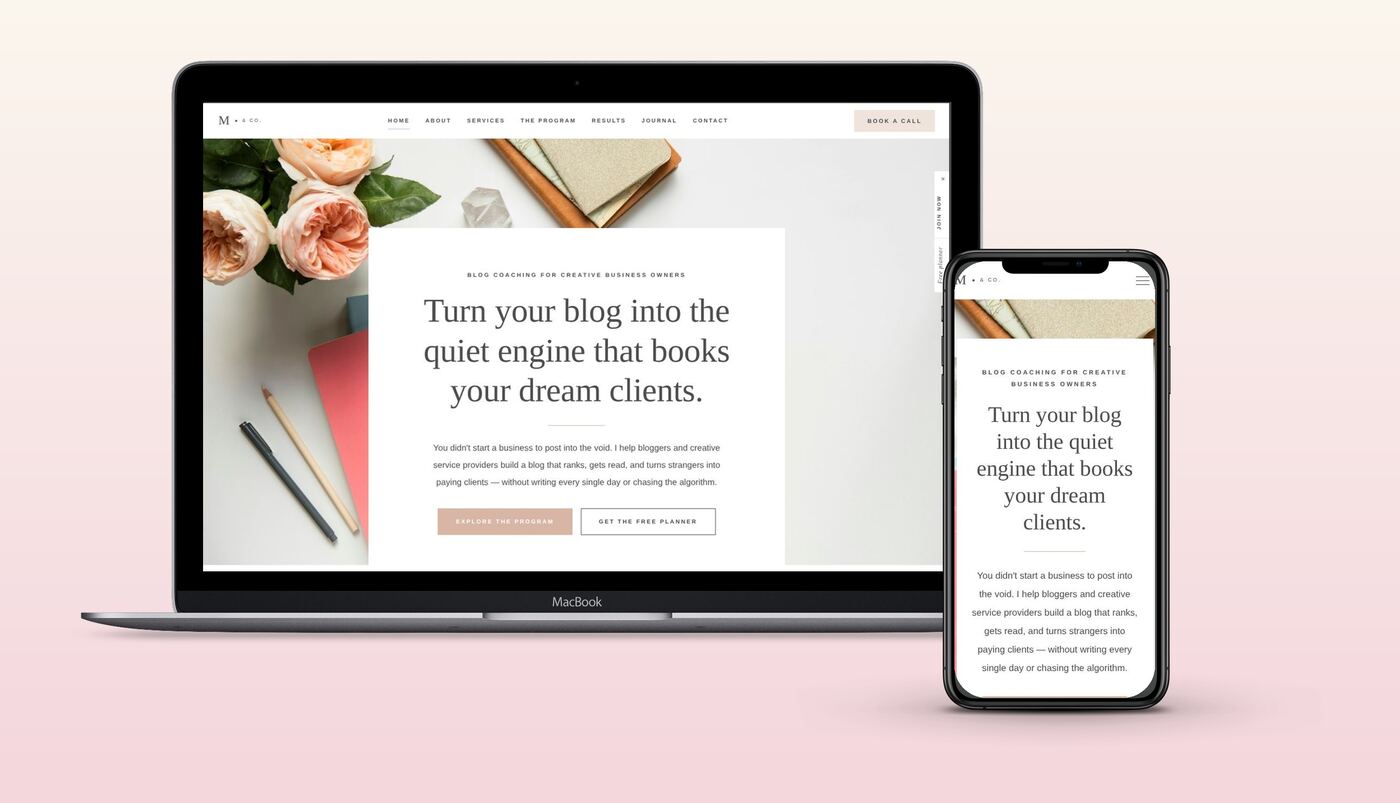 M • & CO.
HOME ABOUT SERVICES THE PROGRAM RESULTS JOURNAL CONTACT
BOOK A CALL
×
JOIN NOW
Free planner
BLOG COACHING FOR CREATIVE BUSINESS OWNERS
Turn your blog into the
quiet engine that books
your dream clients.
You didn't start a business to post into the void. I help bloggers and creative
service providers build a blog that ranks, gets read, and turns strangers into
paying clients — without writing every single day or chasing the algorithm.
EXPLORE THE PROGRAM
GET THE FREE PLANNER
MacBook
M • & CO.
BLOG COACHING FOR CREATIVE
BUSINESS OWNERS
Turn your blog
into the quiet
engine that books
your dream
clients.
You didn't start a business to post into
the void. I help bloggers and creative
service providers build a blog that ranks,
gets read, and turns strangers into
paying clients — without writing every
single day or chasing the algorithm.